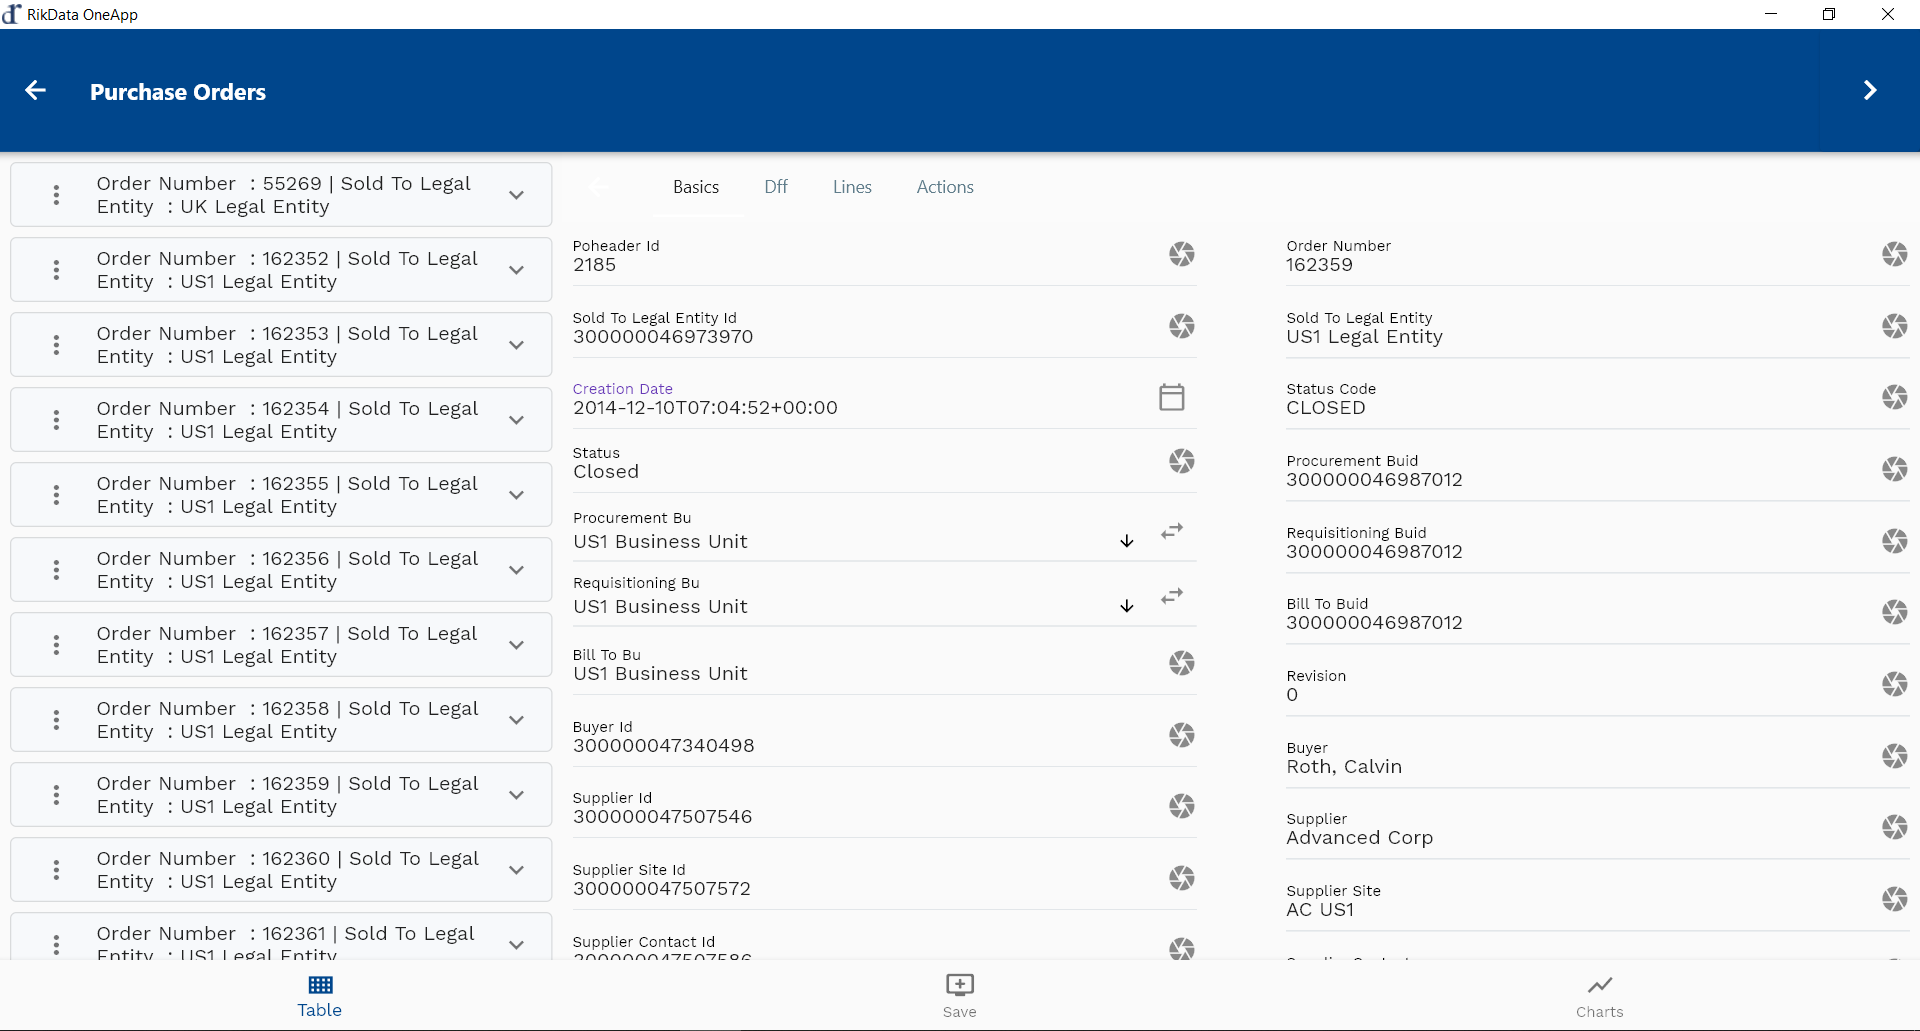 RikData OneApp
Purchase Orders
Order Number : 55269 | Sold To Legal
Entity : UK Legal Entity
Order Number : 162352 | Sold To Legal
Entity : US1 Legal Entity
Order Number : 162353 | Sold To Legal
Entity : US1 Legal Entity
Order Number : 162354 | Sold To Legal
Entity : US1 Legal Entity
Order Number : 162355 | Sold To Legal
Entity : US1 Legal Entity
Order Number : 162356 | Sold To Legal
Entity : US1 Legal Entity
Order Number : 162357 | Sold To Legal
Entity : US1 Legal Entity
Order Number : 162358 | Sold To Legal
Entity : US1 Legal Entity
Order Number : 162359 | Sold To Legal
Entity : US1 Legal Entity
Order Number : 162360 | Sold To Legal
Entity : US1 Legal Entity
Order Number : 162361 | Sold To Legal
Entity : US1 Legal Entity
Basics Dff Lines Actions
Poheader Id
2185
Sold To Legal Entity Id
300000046973970
Creation Date
2014-12-10T07:04:52+00:00
Status
Closed
Procurement Bu
US1 Business Unit
Requisitioning Bu
US1 Business Unit
Bill To Bu
US1 Business Unit
Buyer Id
300000047340498
Supplier Id
300000047507546
Supplier Site Id
300000047507572
Supplier Contact Id
300000047507586
Order Number
162359
Sold To Legal Entity
US1 Legal Entity
Status Code
CLOSED
Procurement Buid
300000046987012
Requisitioning Buid
300000046987012
Bill To Buid
300000046987012
Revision
0
Buyer
Roth, Calvin
Supplier
Advanced Corp
Supplier Site
AC US1
Table
Save
Charts